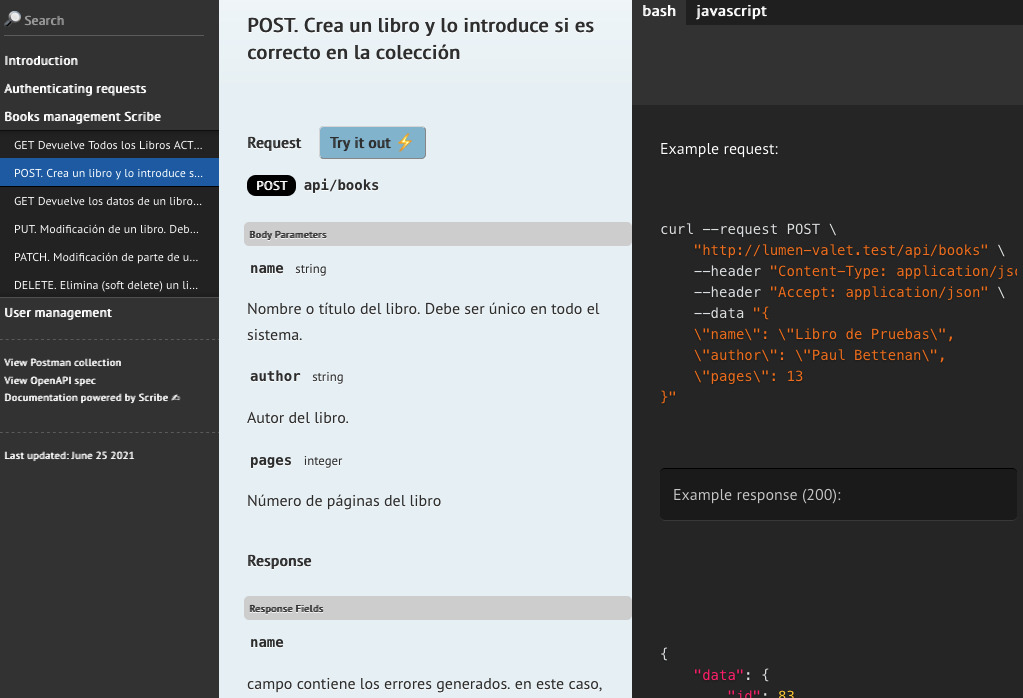 Search
Introduction
Authenticating requests
Books management Scribe
GET Devuelve Todos los Libros ACT...
POST. Crea un libro y lo introduce s...
GET Devuelve los datos de un libro...
PUT. Modificación de un libro. Deb...
PATCH. Modificación de parte de u...
DELETE. Elimina (soft delete) un li...
User management
View Postman collection
View OpenAPI spec
Documentation powered by Scribe ✍
Last updated: June 25 2021
POST. Crea un libro y lo introduce si es
correcto en la colección
Request Try it out ⚡
POST api/books
Body Parameters
name string
Nombre o título del libro. Debe ser único en todo el
sistema.
author string
Autor del libro.
pages integer
Número de páginas del libro
Response
Response Fields
name
campo contiene los errores generados. en este caso,
bash javascript
Example request:
curl --request POST \
"http://lumen-valet.test/api/books" \
--header "Content-Type: application/jso
--header "Accept: application/json" \
--data "{
\"name\": \"Libro de Pruebas\",
\"author\": \"Paul Bettenan\",
\"pages\": 13
}"
Example response (200):
{
"data": {
"id": 83,